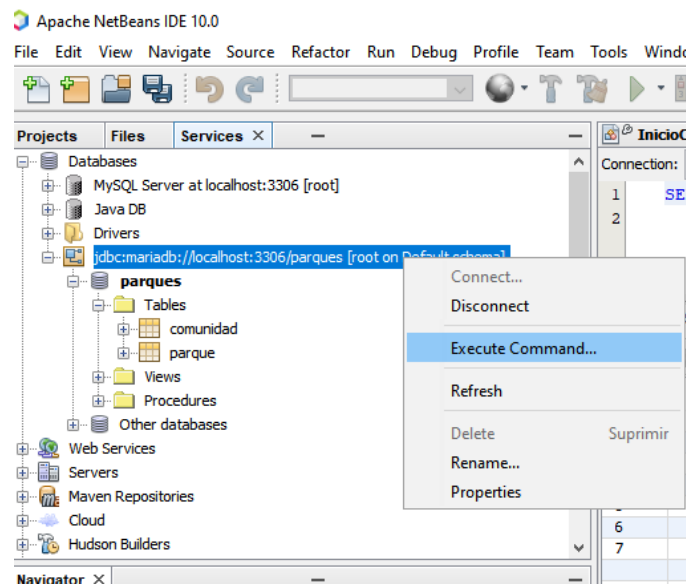 Apache NetBeans IDE 10.0
File Edit View Navigate Source Refactor Run Debug Profile Team Tools
Projects Files Services
InicioC
Databases
Connection:
MySQL Server at localhost:3306 [root]
1 SE
Java DB
2
Drivers
jdbc:mariadb://localhost:3306/parques [root on Default schema]
parques
Connect...
Tables
Disconnect
comunidad
parque
Execute Command...
Views
Refresh
Procedures
Other databases
Delete Suprimir
Web Services
Rename...
Servers
Properties
Maven Repositories
Cloud
6
Hudson Builders
7
Navigator